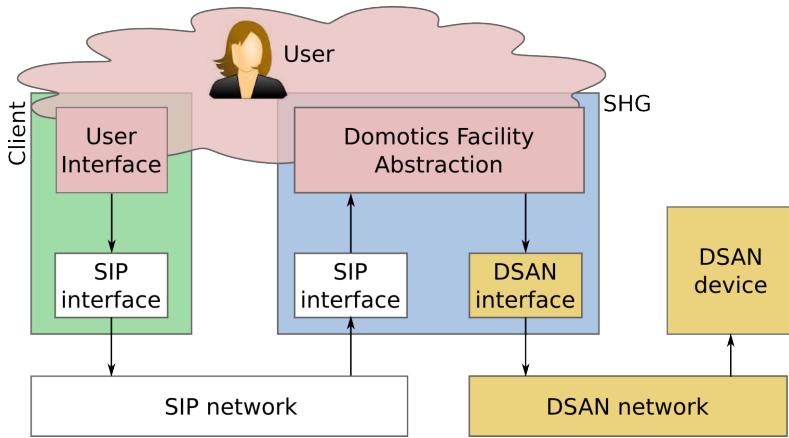 User
Client
SHG
User
Interface
Domotics Facility
Abstraction
SIP
interface
SIP
interface
DSAN
interface
DSAN
device
SIP network
DSAN network